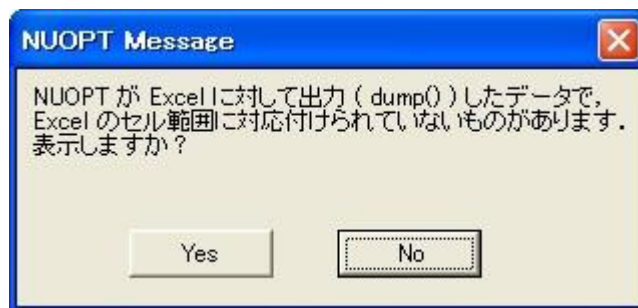 NUOPT Message
NUOPT が Excel に対して出力 ( dump() ) したデータで,
Excel のセル範囲に対応付けられていないものがあります.
表示しますか？
Yes
No